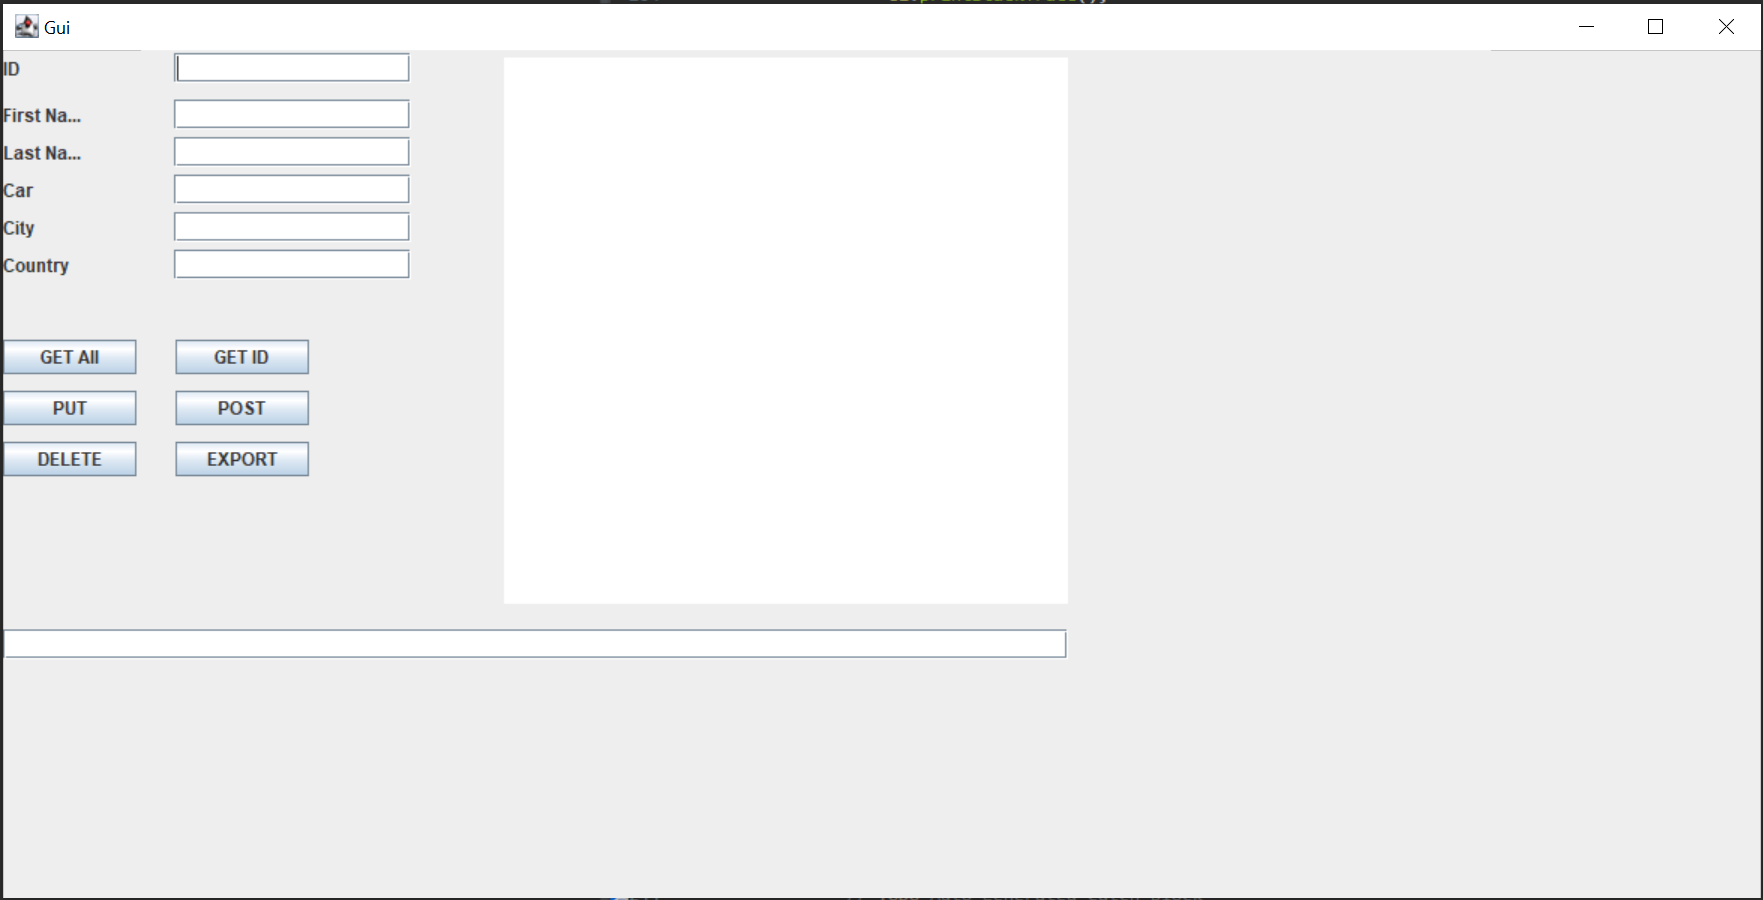 Gui
ID
First Na...
Last Na...
Car
City
Country
GET All GET ID
PUT POST
DELETE EXPORT